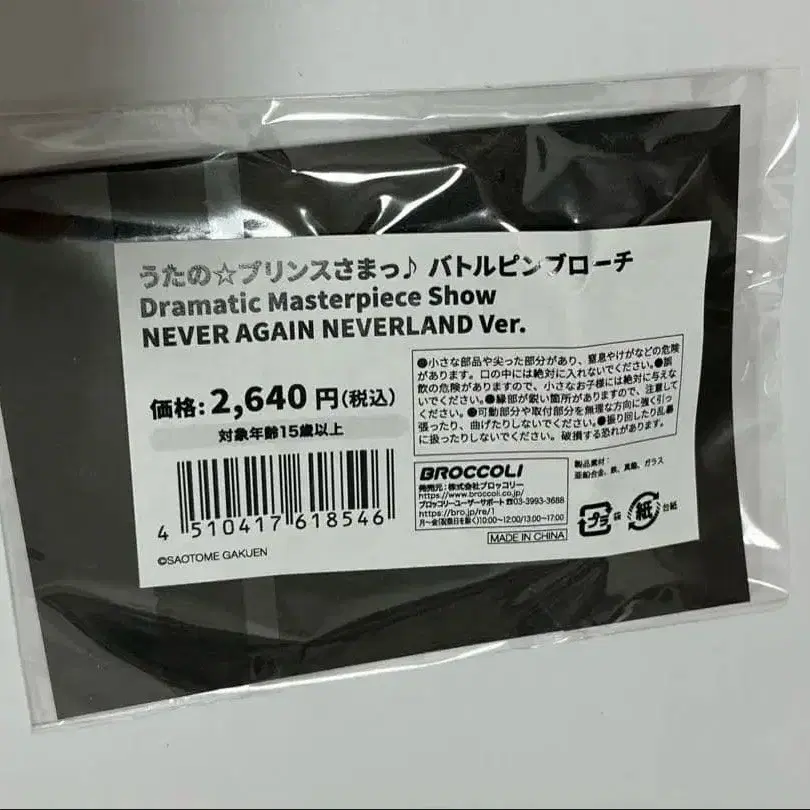 うたの☆プリンスさまっ♪ バトルピンブローチ
Dramatic Masterpiece Show
NEVER AGAIN NEVERLAND Ver.
価格:2,640円(税込)
対象年齢15歳以上
4 510417 618546
©SAOTOME GAKUEN
●小さな部品や尖った部分があり、窒息やけがなどの危険
があります。口の中には絶対に入れないでください。●誤
飲の危険がありますので、小さなお子様には絶対に与えな
いでください。●縁部が鋭い箇所がありますので、注意して
ください。●可動部分や取付部分を無理な方向に強く引っ
張ったり、曲げたりしないでください。●振り回したり乱暴
に扱ったりしないでください。破損する恐れがあります。
BROCCOLI
発売元:株式会社ブロッコリー
https://www.broccoli.co.jp/
ブロッコリーユーザーサポート ☎03-3993-3688
https://bro.jp/re/1
月〜金(祝祭日を除く)10:00〜12:00/13:00〜17:00
MADE IN CHINA
製品素材:
亜鉛合金、鉄、真鍮、ガラス
プラ 袋
紙 台紙